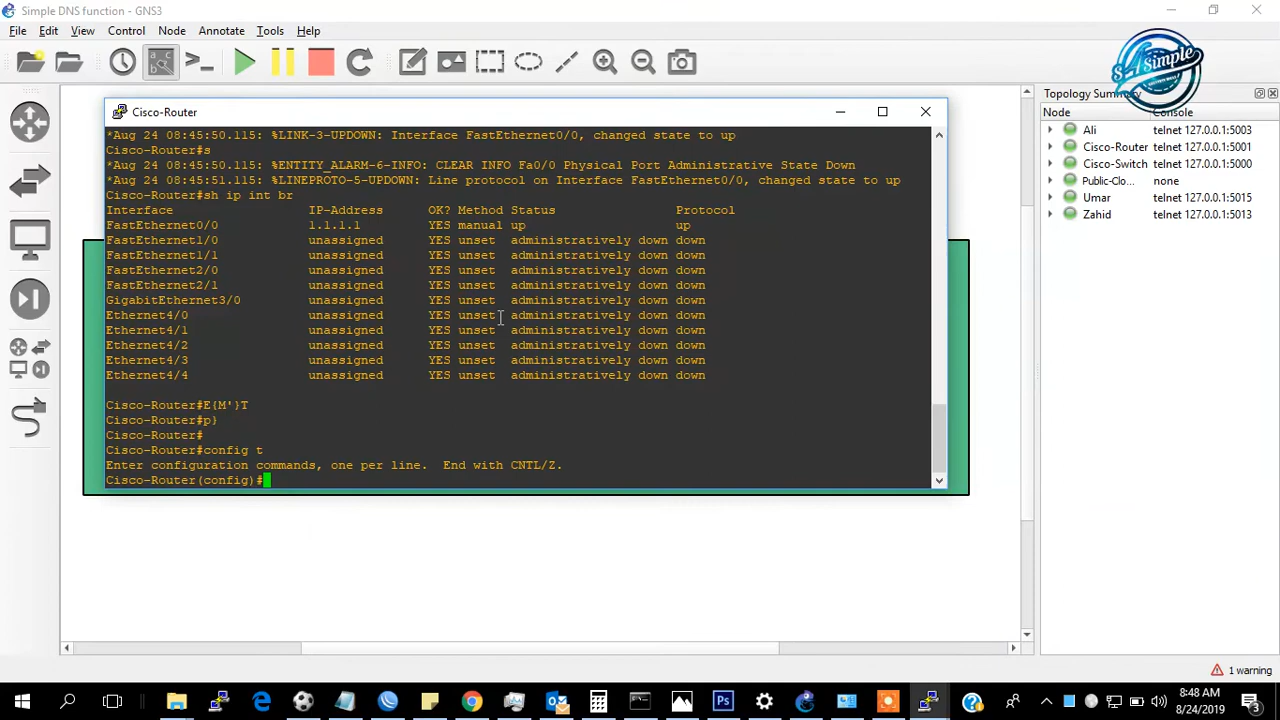 Simple DNS function - GNS3
File Edit View Control Node Annotate Tools Help
Simple
Topology Summary
Node Console
Ali telnet 127.0.0.1:5003
Cisco-Router telnet 127.0.0.1:5001
Cisco-Switch telnet 127.0.0.1:5000
Public-Clo... none
Umar telnet 127.0.0.1:5015
Zahid telnet 127.0.0.1:5013
Cisco-Router
*Aug 24 08:45:50.115: %LINK-3-UPDOWN: Interface FastEthernet0/0, changed state to up
Cisco-Router#s
*Aug 24 08:45:50.115: %ENTITY_ALARM-6-INFO: CLEAR INFO Fa0/0 Physical Port Administrative State Down
*Aug 24 08:45:51.115: %LINEPROTO-5-UPDOWN: Line protocol on Interface FastEthernet0/0, changed state to up
Cisco-Router#sh ip int br
Interface IP-Address OK? Method Status Protocol
FastEthernet0/0 1.1.1.1 YES manual up up
FastEthernet1/0 unassigned YES unset administratively down down
FastEthernet1/1 unassigned YES unset administratively down down
FastEthernet2/0 unassigned YES unset administratively down down
FastEthernet2/1 unassigned YES unset administratively down down
GigabitEthernet3/0 unassigned YES unset administratively down down
Ethernet4/0 unassigned YES unset administratively down down
Ethernet4/1 unassigned YES unset administratively down down
Ethernet4/2 unassigned YES unset administratively down down
Ethernet4/3 unassigned YES unset administratively down down
Ethernet4/4 unassigned YES unset administratively down down
Cisco-Router#E{M'}T
Cisco-Router#p}
Cisco-Router#
Cisco-Router#config t
Enter configuration commands, one per line. End with CNTL/Z.
Cisco-Router(config)#
1 warning
8:48 AM
8/24/2019